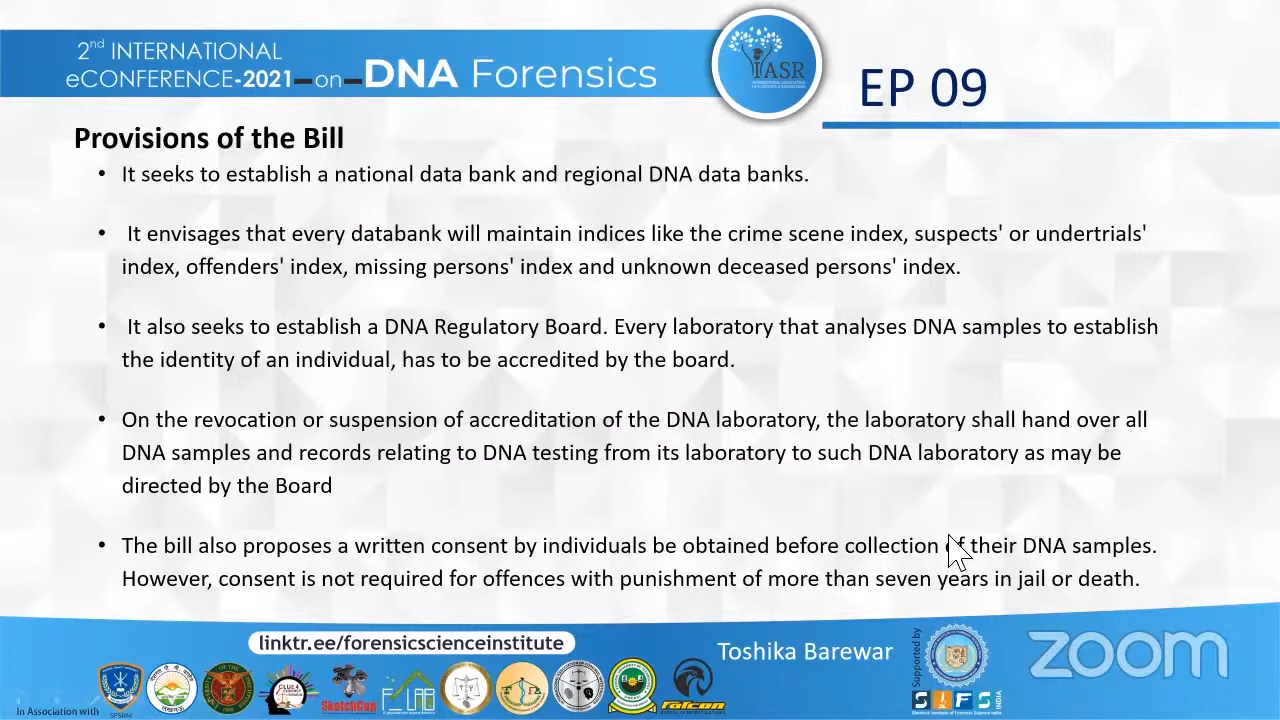 2nd INTERNATIONAL
eCONFERENCE-2021-on-DNA Forensics
IASR
EP 09
Provisions of the Bill
• It seeks to establish a national data bank and regional DNA data banks.
• It envisages that every databank will maintain indices like the crime scene index, suspects' or undertrials'
index, offenders' index, missing persons' index and unknown deceased persons' index.
• It also seeks to establish a DNA Regulatory Board. Every laboratory that analyses DNA samples to establish
the identity of an individual, has to be accredited by the board.
• On the revocation or suspension of accreditation of the DNA laboratory, the laboratory shall hand over all
DNA samples and records relating to DNA testing from its laboratory to such DNA laboratory as may be
directed by the Board
• The bill also proposes a written consent by individuals be obtained before collection of their DNA samples.
However, consent is not required for offences with punishment of more than seven years in jail or death.
linktr.ee/forensicscienceinstitute
Toshika Barewar
Supported by
zoom
In Association with
SFSRM
SketchCop
falcon
SIFS INDIA